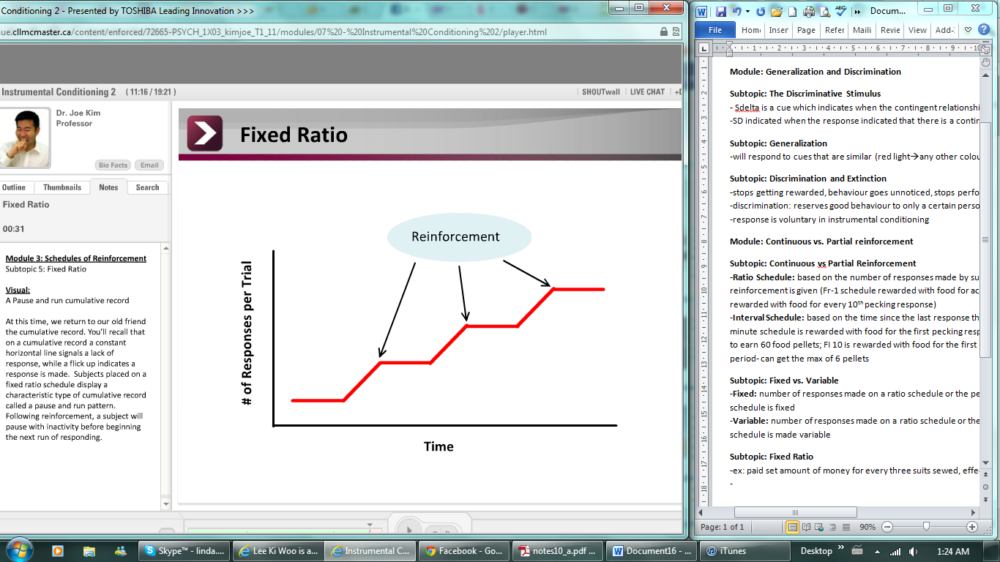 Conditioning 2 - Presented by TOSHIBA Leading Innovation >>>
ue.cllmcmaster.ca/content/enforced/72665-PSYCH_1X03_kimjoe_T1_11/modules/07%20-%20Instrumental%20Conditioning%202/player.html
Instrumental Conditioning 2 ( 11:16 / 19:21 )
SHOUTwall LIVE CHAT
Dr. Joe Kim
Professor
Bio Facts Email
Outline Thumbnails Notes Search
Fixed Ratio
00:31
Module 3: Schedules of Reinforcement
Subtopic 5: Fixed Ratio
Visual:
A Pause and run cumulative record
At this time, we return to our old friend
the cumulative record. You'll recall that
on a cumulative record a constant
horizontal line signals a lack of
response, while a flick up indicates a
response is made. Subjects placed on a
fixed ratio schedule display a
characteristic type of cumulative record
called a pause and run pattern.
Following reinforcement, a subject will
pause with inactivity before beginning
the next run of responding.
Fixed Ratio
Reinforcement
# of Responses per Trial
Time
Docum...
File Home Inser Page Refer Maili Revie View Add-
Module: Generalization and Discrimination
Subtopic: The Discriminative Stimulus
- Sdelta is a cue which indicates when the contingent relationshi
-SD indicated when the response indicated that there is a contin
Subtopic: Generalization
-will respond to cues that are similar (red light→any other colou
Subtopic: Discrimination and Extinction
-stops getting rewarded, behaviour goes unnoticed, stops perfo
-discrimination: reserves good behaviour to only a certain perso
-response is voluntary in instrumental conditioning
Module: Continuous vs. Partial reinforcement
Subtopic: Continuous vs Partial Reinforcement
-Ratio Schedule: based on the number of responses made by su
reinforcement is given (Fr-1 schedule rewarded with food for ac
rewarded with food for every 10th pecking response)
-Interval Schedule: based on the time since the last response th
minute schedule is rewarded with food for the first pecking resp
to earn 60 food pellets; FI 10 is rewarded with food for the first
period- can get the max of 6 pellets
Subtopic: Fixed vs. Variable
-Fixed: number of responses made on a ratio schedule or the pe
schedule is fixed
-Variable: number of responses made on a ratio schedule or the
schedule is made variable
Subtopic: Fixed Ratio
-ex: paid set amount of money for every three suits sewed, effe
-
Page: 1 of 1 90%
Skype™ - linda.... Lee Ki Woo is a... Instrumental C... Facebook - Go... notes10_a.pdf ... Document16 - ... iTunes Desktop 1:24 AM